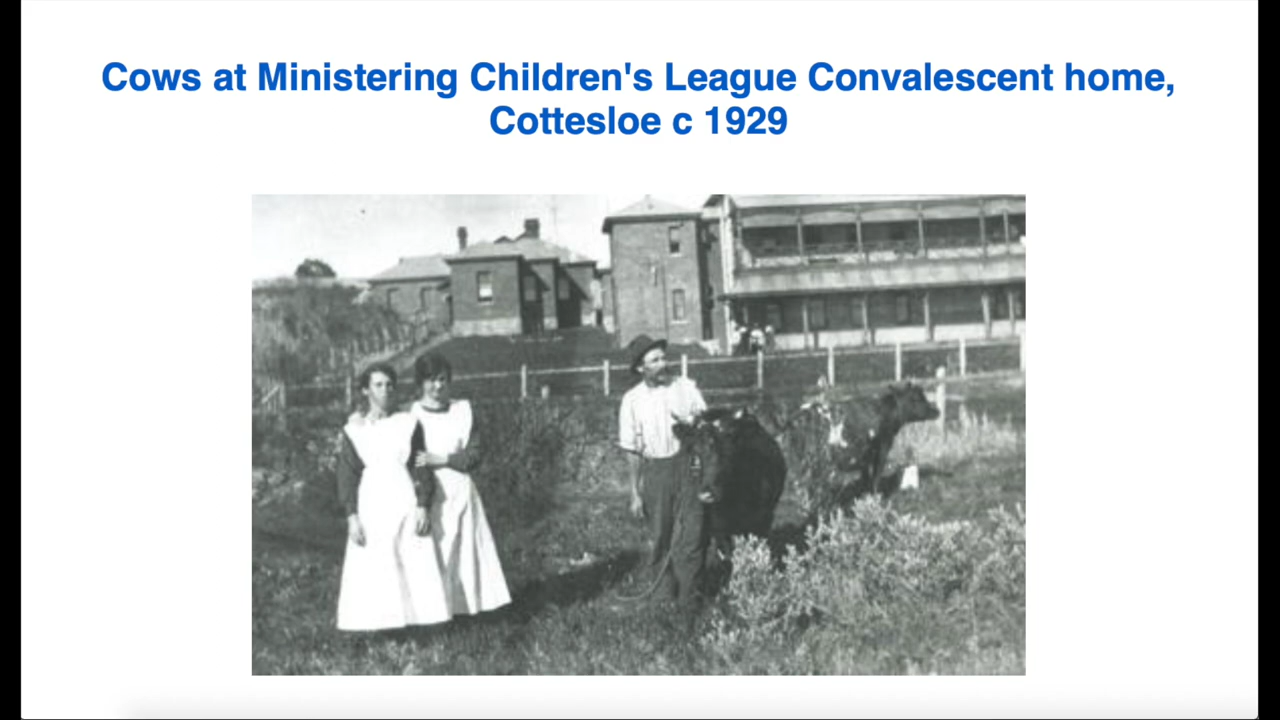 Cows at Ministering Children's League Convalescent home,
Cottesloe c 1929